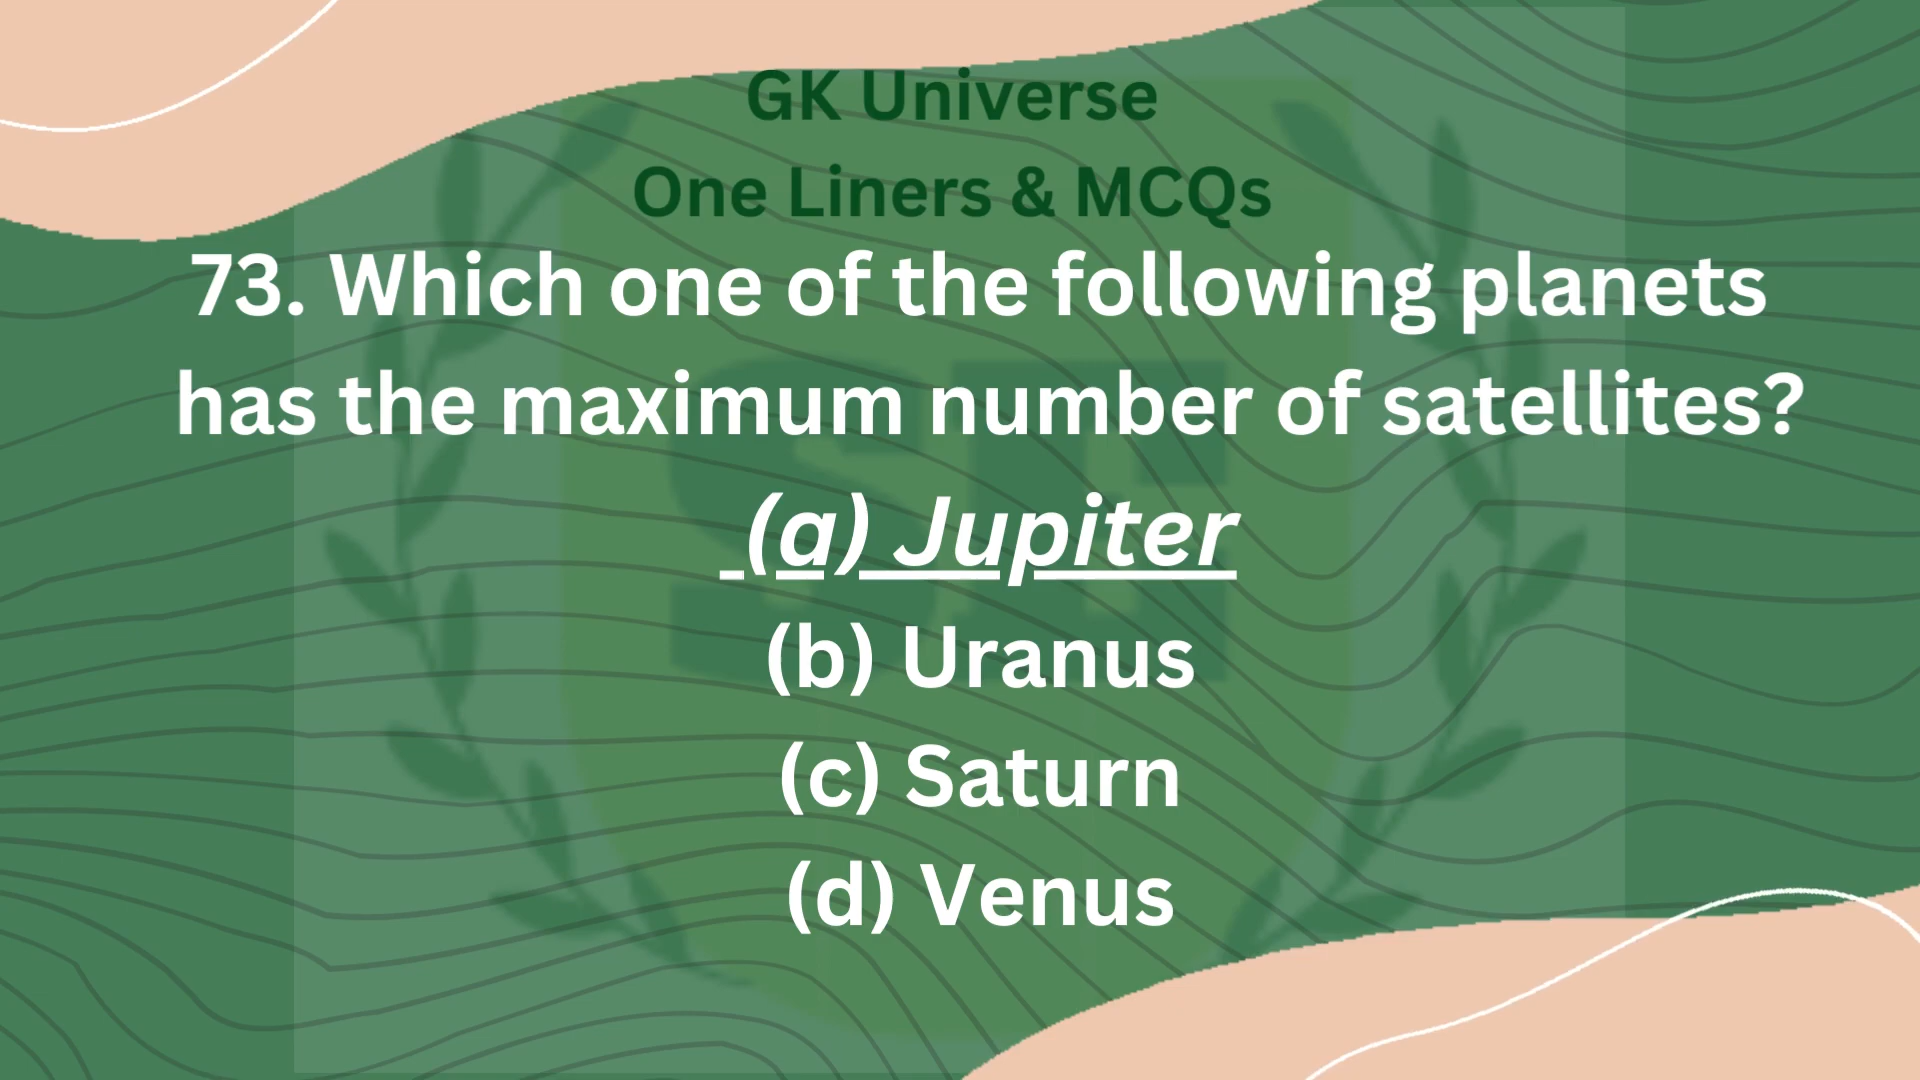 GK Universe
One Liners & MCQs
73. Which one of the following planets
has the maximum number of satellites?
(a) Jupiter
(b) Uranus
(c) Saturn
(d) Venus